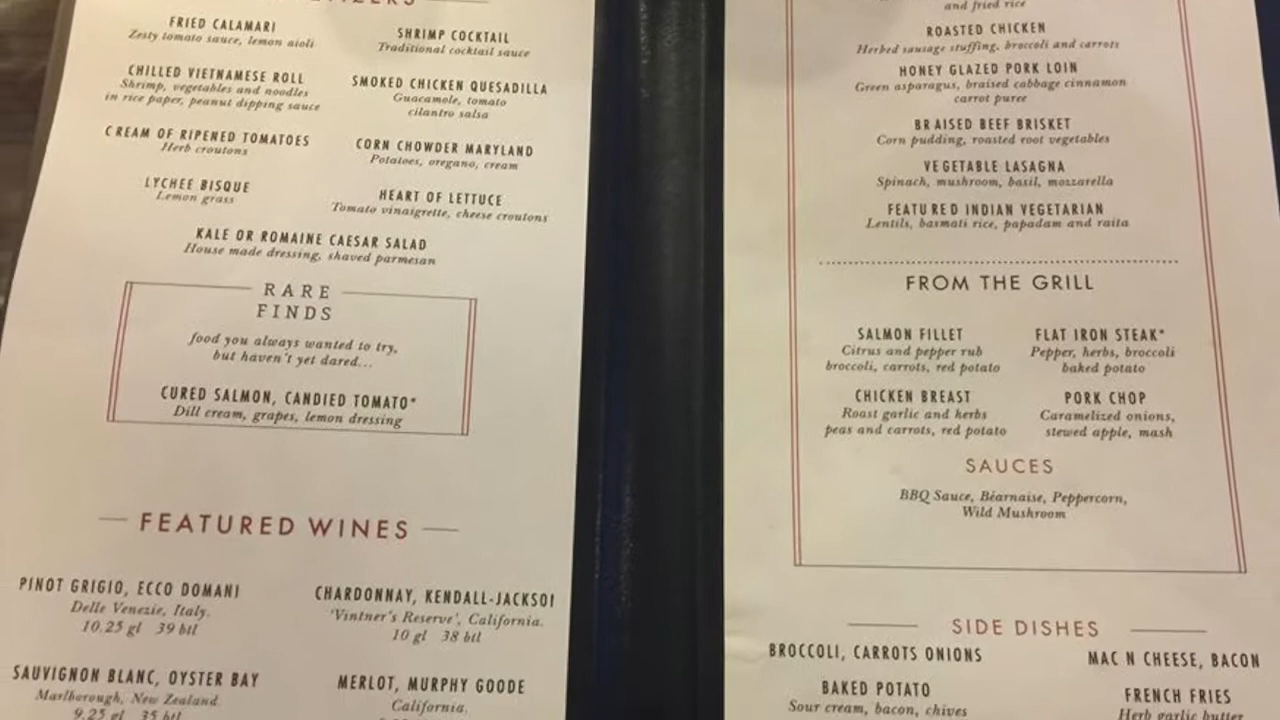 FRIED CALAMARI
Zesty tomato sauce, lemon aioli
SHRIMP COCKTAIL
Traditional cocktail sauce
CHILLED VIETNAMESE ROLL
Shrimp, vegetables and noodles
in rice paper, peanut dipping sauce
SMOKED CHICKEN QUESADILLA
Guacamole, tomato
cilantro salsa
CREAM OF RIPENED TOMATOES
Herb croutons
CORN CHOWDER MARYLAND
Potatoes, oregano, cream
LYCHEE BISQUE
Lemon grass
HEART OF LETTUCE
Tomato vinaigrette, cheese croutons
KALE OR ROMAINE CAESAR SALAD
House made dressing, shaved parmesan
RARE
FINDS
food you always wanted to try,
but haven't yet dared...
CURED SALMON, CANDIED TOMATO*
Dill cream, grapes, lemon dressing
FEATURED WINES
PINOT GRIGIO, ECCO DOMANI
Delle Venezie, Italy.
10.25 gl 39 btl
CHARDONNAY, KENDALL-JACKSO
'Vintner's Reserve', California.
10 gl 38 btl
SAUVIGNON BLANC, OYSTER BAY
Marlborough, New Zealand.
9.25 gl 35 btl
MERLOT, MURPHY GOODE
California.
and fried rice
ROASTED CHICKEN
Herbed sausage stuffing, broccoli and carrots
HONEY GLAZED PORK LOIN
Green asparagus, braised cabbage cinnamon
carrot puree
BRAISED BEEF BRISKET
Corn pudding, roasted root vegetables
VEGETABLE LASAGNA
Spinach, mushroom, basil, mozzarella
FEATURED INDIAN VEGETARIAN
Lentils, basmati rice, papadam and raita
FROM THE GRILL
SALMON FILLET
Citrus and pepper rub
broccoli, carrots, red potato
FLAT IRON STEAK*
Pepper, herbs, broccoli
baked potato
CHICKEN BREAST
Roast garlic and herbs
peas and carrots, red potato
PORK CHOP
Caramelized onions,
stewed apple, mash
SAUCES
BBQ Sauce, Béarnaise, Peppercorn,
Wild Mushroom
SIDE DISHES
BROCCOLI, CARROTS ONIONS
MAC N CHEESE, BACON
BAKED POTATO
Sour cream, bacon, chives
FRENCH FRIES
Herb garlic butter